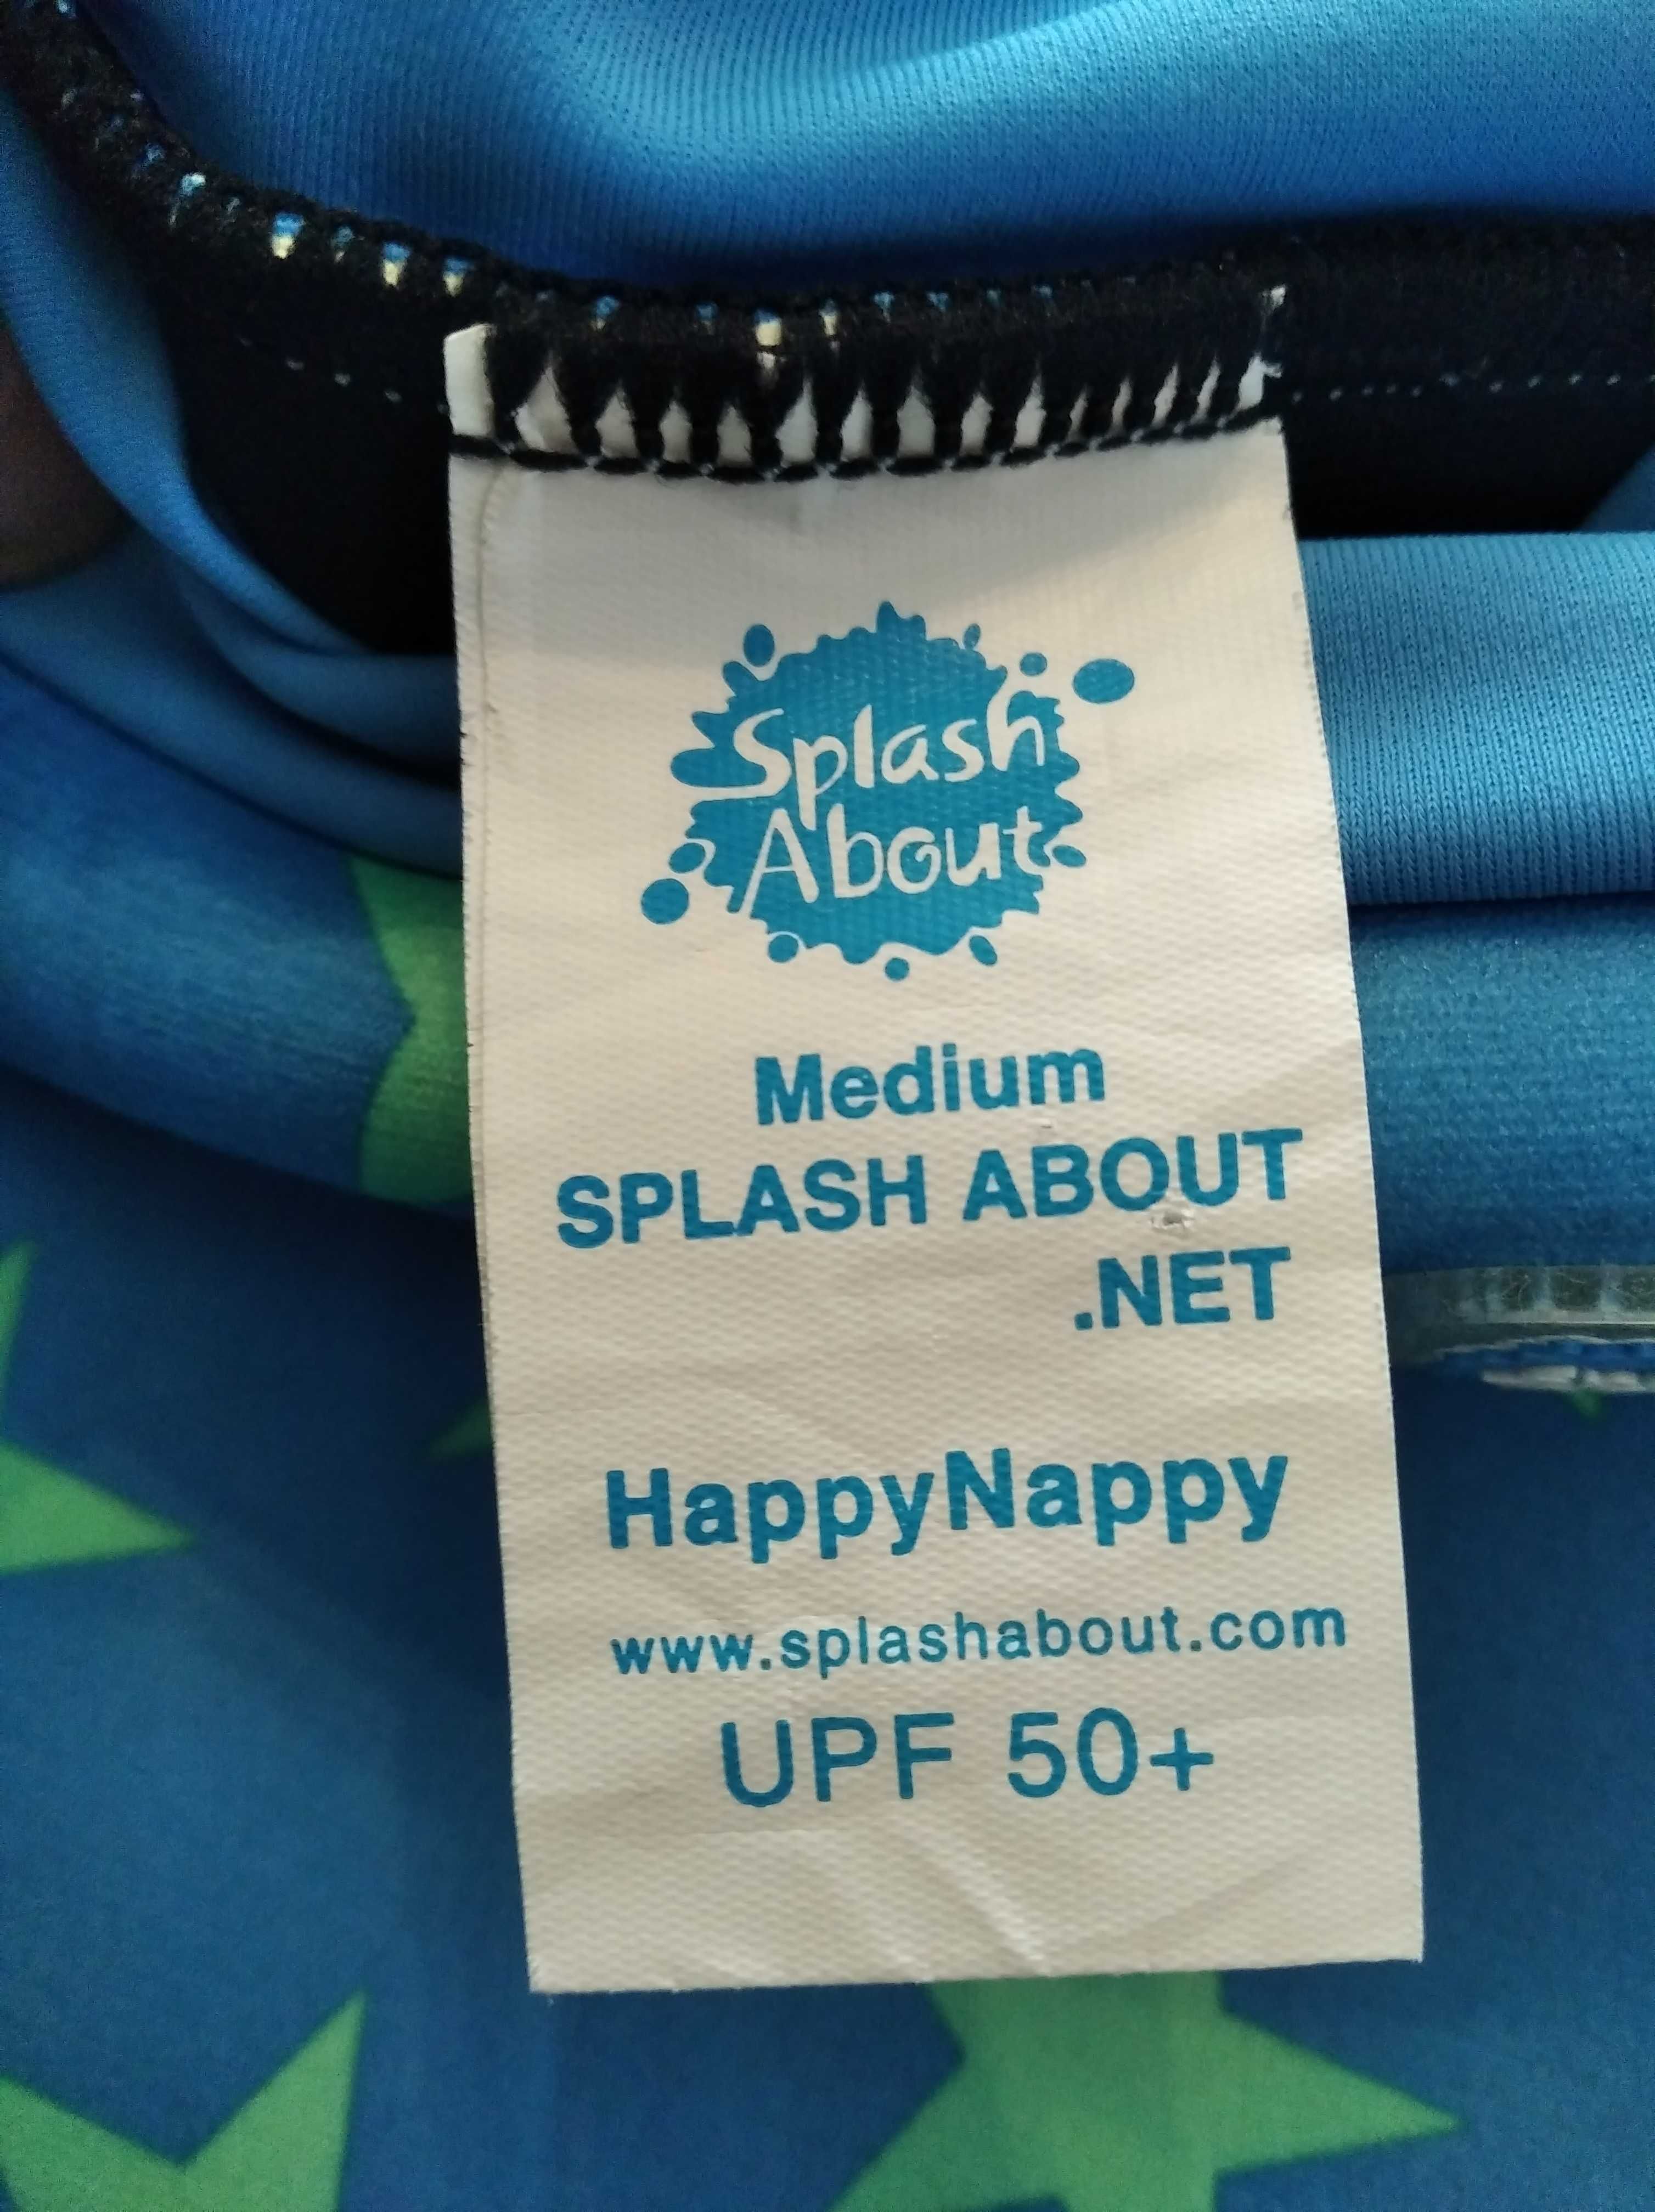 Splash
About
Medium
SPLASH ABOUT
.NET
HappyNappy
www.splashabout.com
UPF 50+